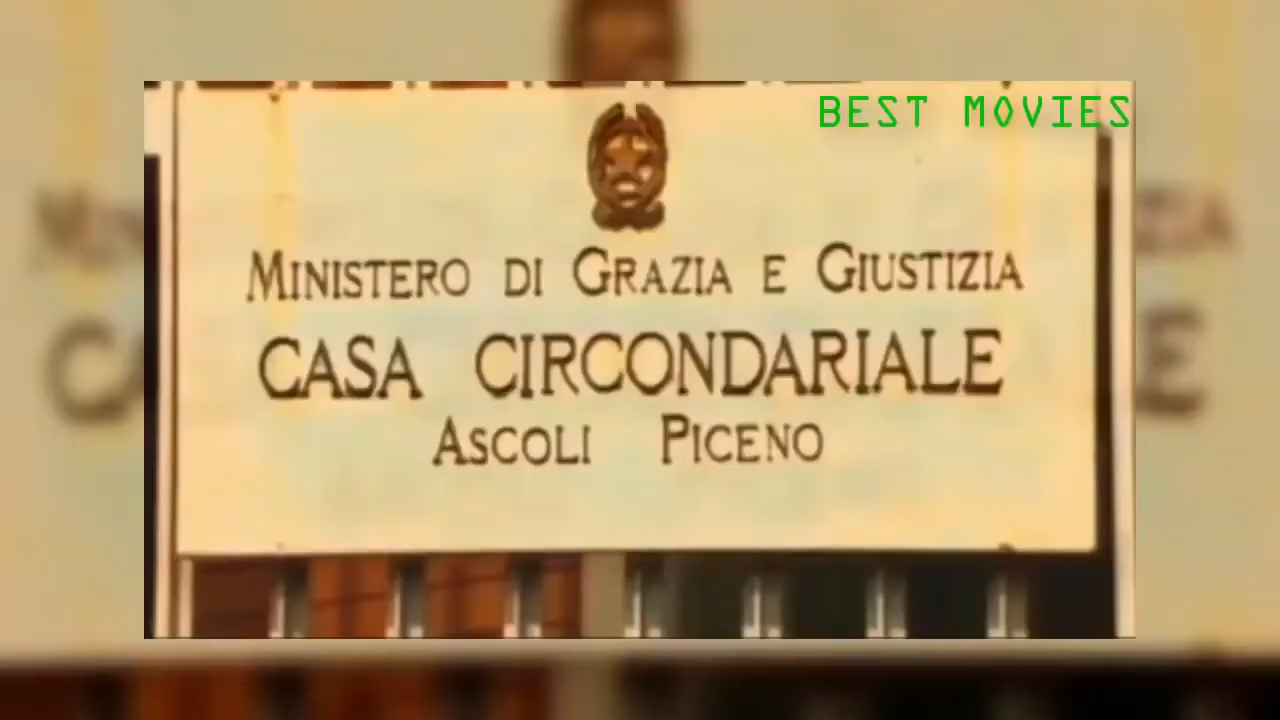 BEST MOVIES
MINISTERO DI GRAZIA E GIUSTIZIA
CASA CIRCONDARIALE
ASCOLI PICENO